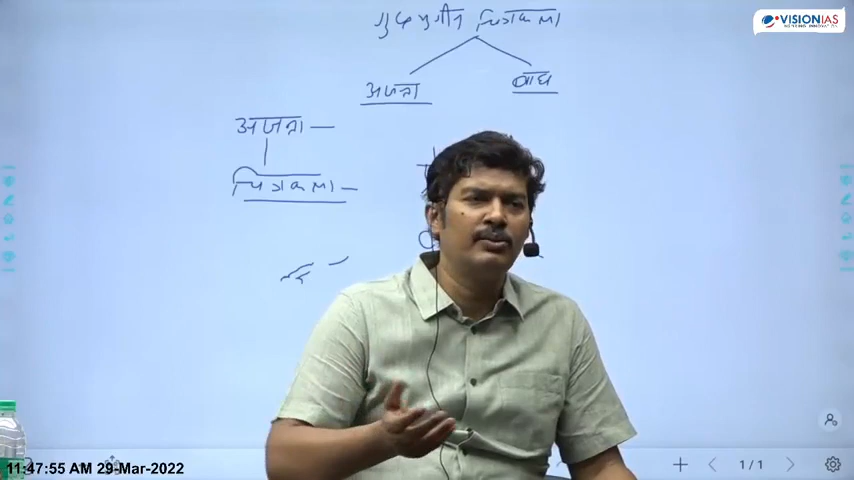 VISIONIAS
गुप्तयुगीन चित्रकला
अजन्ता बाघ
अजन्ता —
चित्रकला —
11:47:55 AM 29-Mar-2022
1/1